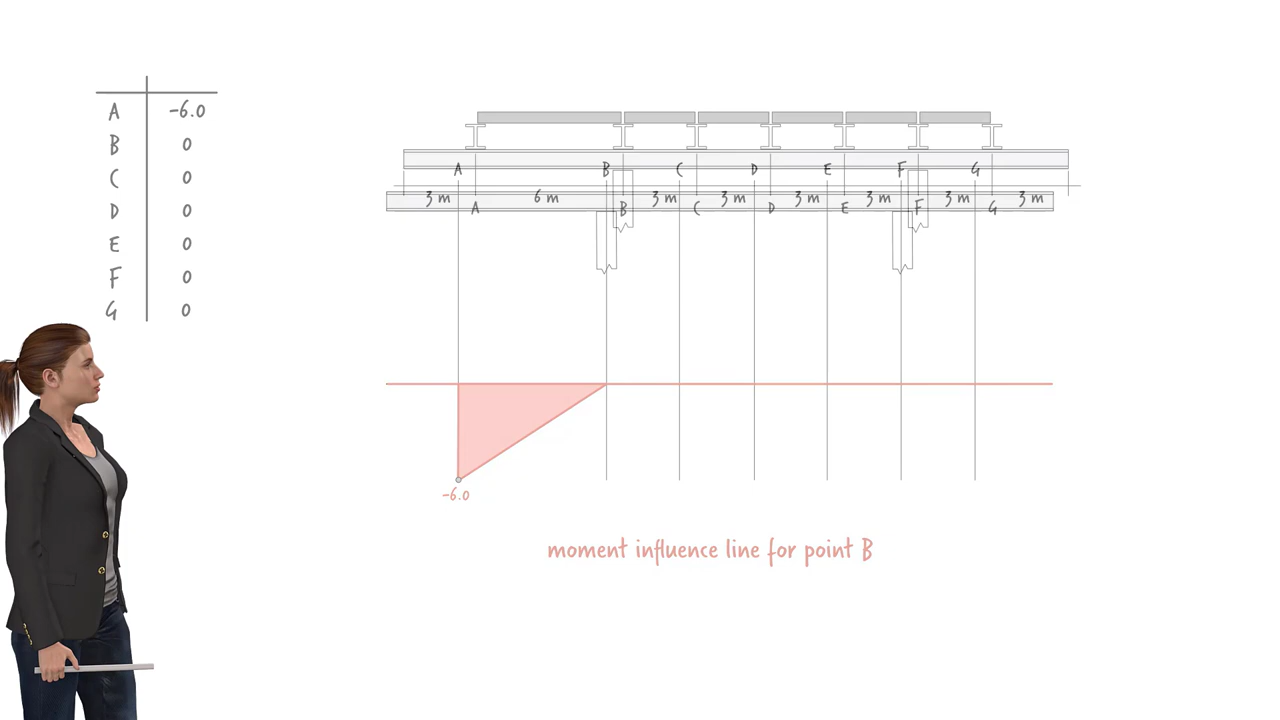 A -6.0
B 0
C 0
D 0
E 0
F 0
G 0
A B C D E F G
3 m 6 m 3 m 3 m 3 m 3 m 3 m 3 m
A B C D E F G
-6.0
moment influence line for point B